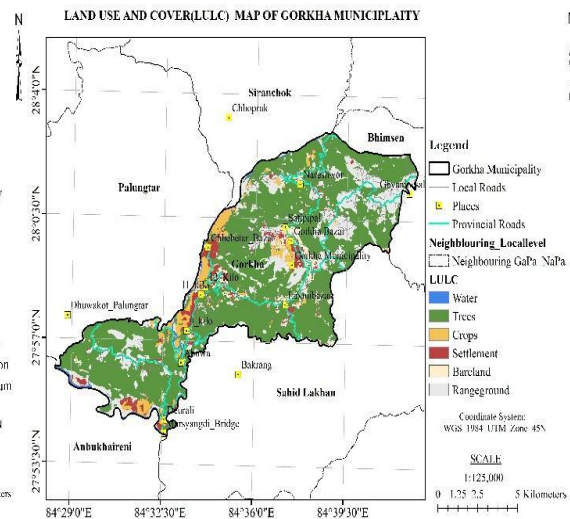 LAND USE AND COVER(LULC) MAP OF GORKHA MUNICIPLAITY
N
Siranchok
Chhoprak
Bhimsen
Palungtar
Nareshwor
Gorkha Bazar
Gorkha Municipality
Gorkha
Dhuwakot_Palungtar
Bakrang
Sahid Lakhan
Anbukhaireni
28°4'0"N
28°0'30"N
27°57'0"N
27°53'30"N
84°29'0"E
84°32'30"E
84°36'0"E
84°39'30"E
Legend
Gorkha Municipality
Local Roads
Places
Provincial Roads
Neighbouring_Locallevel
Neighbouring GaPa_NaPa
LULC
Water
Trees
Crops
Settlement
Bareland
Rangeground
Coordinate System:
WGS 1984 UTM Zone 45N
SCALE
1:125,000
0 1.25 2.5 5 Kilometers